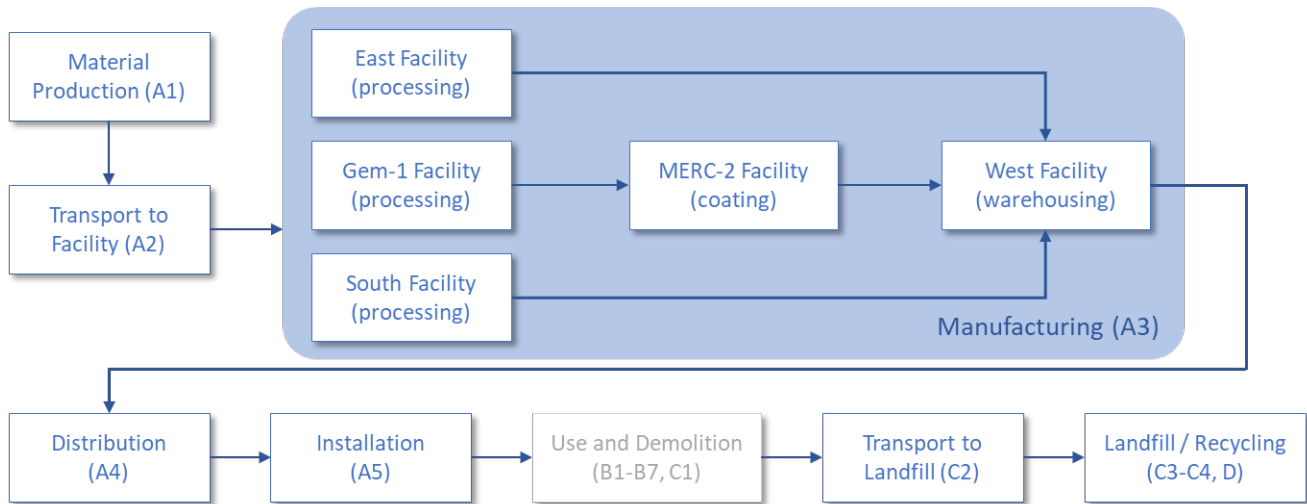 Material
Production (A1)
Transport to
Facility (A2)
East Facility
(processing)
Gem-1 Facility
(processing)
South Facility
(processing)
MERC-2 Facility
(coating)
West Facility
(warehousing)
Manufacturing (A3)
Distribution
(A4)
Installation
(A5)
Use and Demolition
(B1-B7, C1)
Transport to
Landfill (C2)
Landfill / Recycling
(C3-C4, D)